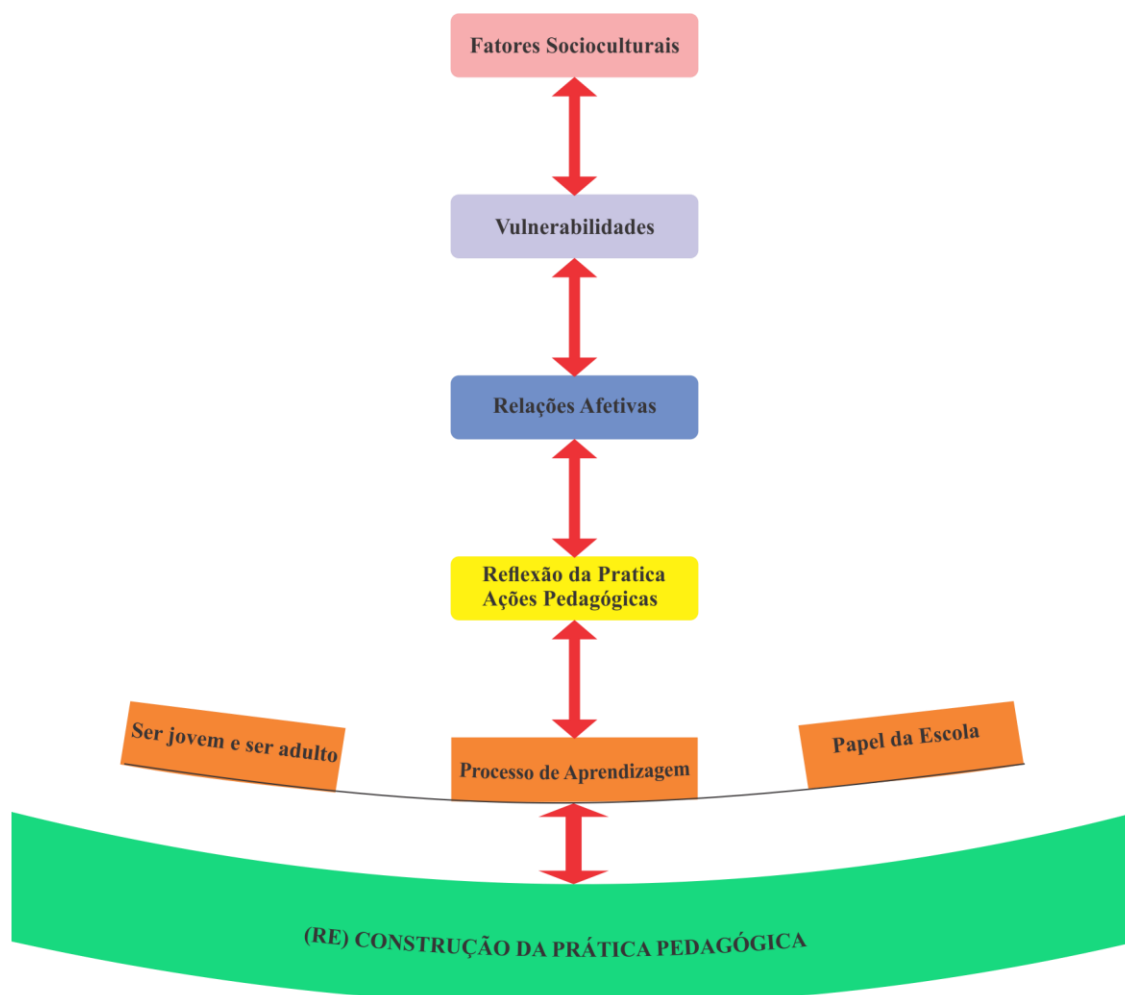 Fatores Socioculturais
Vulnerabilidades
Relações Afetivas
Reflexão da Pratica
Ações Pedagógicas
Ser jovem e ser adulto
Processo de Aprendizagem
Papel da Escola
(RE) CONSTRUÇÃO DA PRÁTICA PEDAGÓGICA